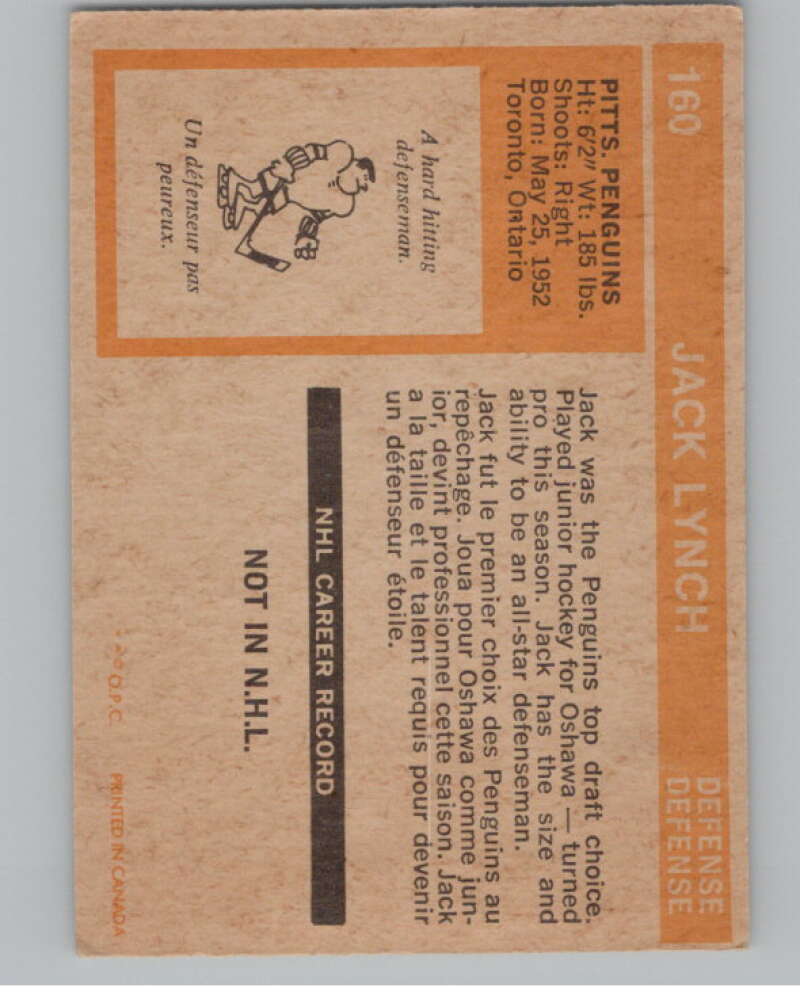 160 JACK LYNCH DEFENSE
DEFENSE
PITTS. PENGUINS
Ht: 6'2" Wt: 185 lbs.
Shoots: Right
Born: May 25, 1952
Toronto, Ontario
A hard hitting
defenseman.
Un défenseur pas
peureux.
Jack was the Penguins top draft choice.
Played junior hockey for Oshawa — turned
pro this season. Jack has the size and
ability to be an all-star defenseman.
Jack fut le premier choix des Penguins au
repêchage. Joua pour Oshawa comme jun-
ior, devint professionnel cette saison. Jack
a la taille et le talent requis pour devenir
un défenseur étoile.
NHL CAREER RECORD
NOT IN N.H.L.
O.P.C. PRINTED IN CANADA